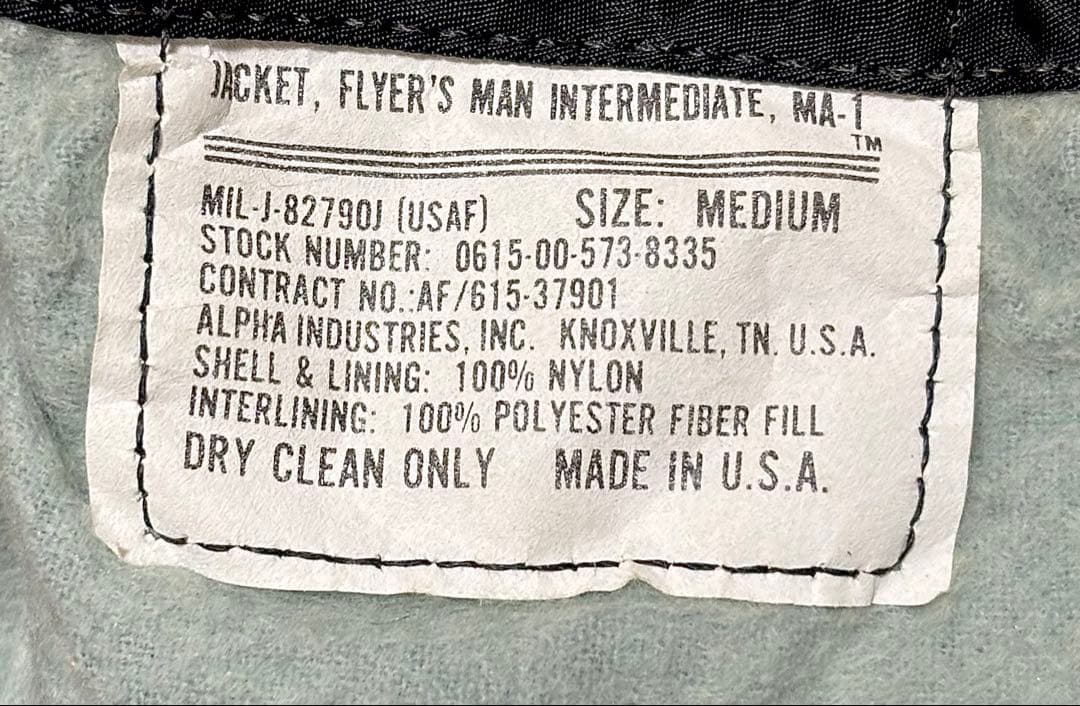 JACKET, FLYER'S MAN INTERMEDIATE, MA-1
TM
MIL-J-82790J (USAF) SIZE: MEDIUM
STOCK NUMBER: 0615-00-573-8335
CONTRACT NO.:AF/615-37901
ALPHA INDUSTRIES, INC. KNOXVILLE, TN. U.S.A.
SHELL & LINING: 100% NYLON
INTERLINING: 100% POLYESTER FIBER FILL
DRY CLEAN ONLY MADE IN U.S.A.